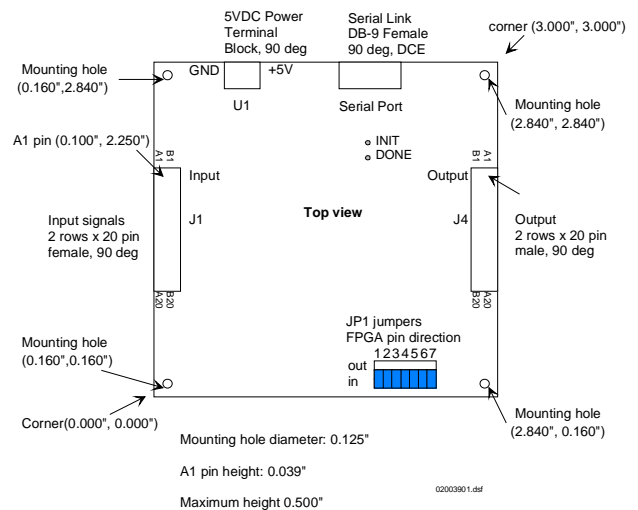 5VDC Power
Terminal
Block, 90 deg
Serial Link
DB-9 Female
90 deg, DCE
corner (3.000", 3.000")
Mounting hole
(0.160",2.840")
GND
+5V
U1
Serial Port
Mounting hole
(2.840", 2.840")
A1 pin (0.100", 2.250")
INIT
DONE
A1
B1
B1
A1
Input
Output
Input signals
2 rows x 20 pin
female, 90 deg
J1
Top view
J4
Output
2 rows x 20 pin
male, 90 deg
A20
B20
B20
A20
JP1 jumpers
FPGA pin direction
1234567
out
in
Mounting hole
(0.160",0.160")
Corner(0.000", 0.000")
Mounting hole
(2.840", 0.160")
Mounting hole diameter: 0.125"
A1 pin height: 0.039"
Maximum height 0.500"
02003901.dsf